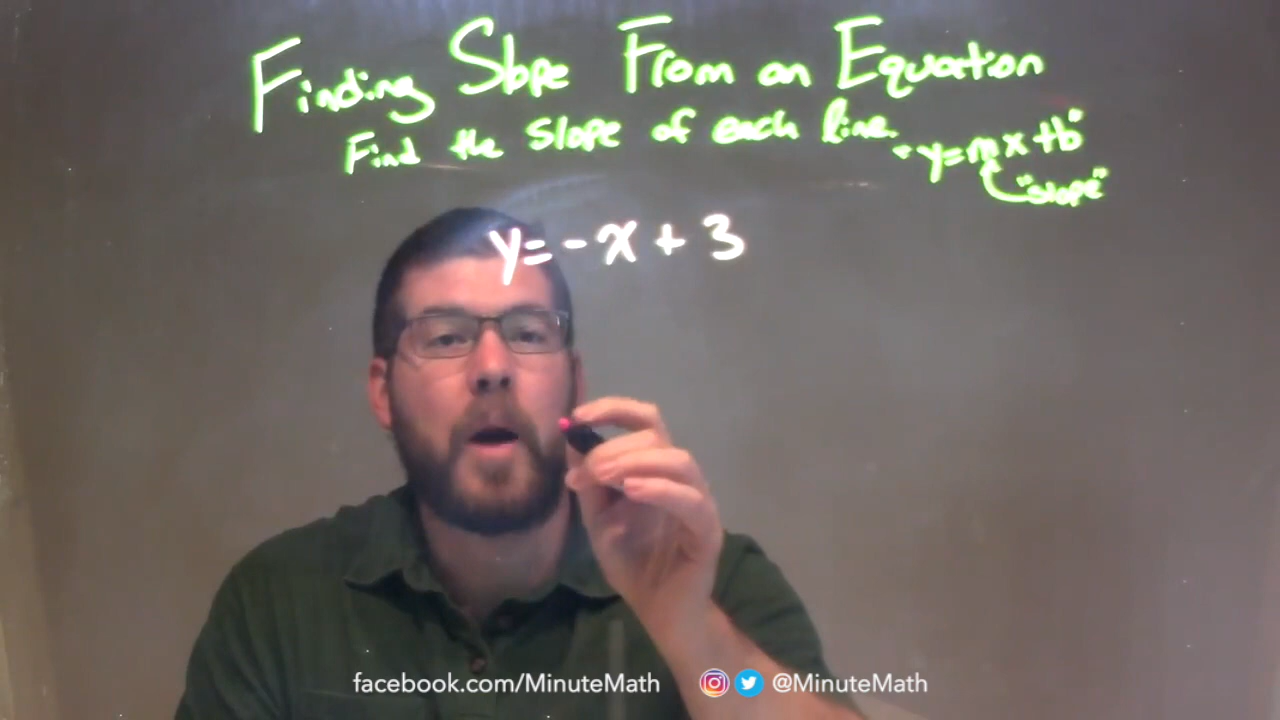 Finding Slope From an Equation
Find the slope of each line.
"y=mx+b"
"slope"
y = -x + 3
facebook.com/MinuteMath
@MinuteMath